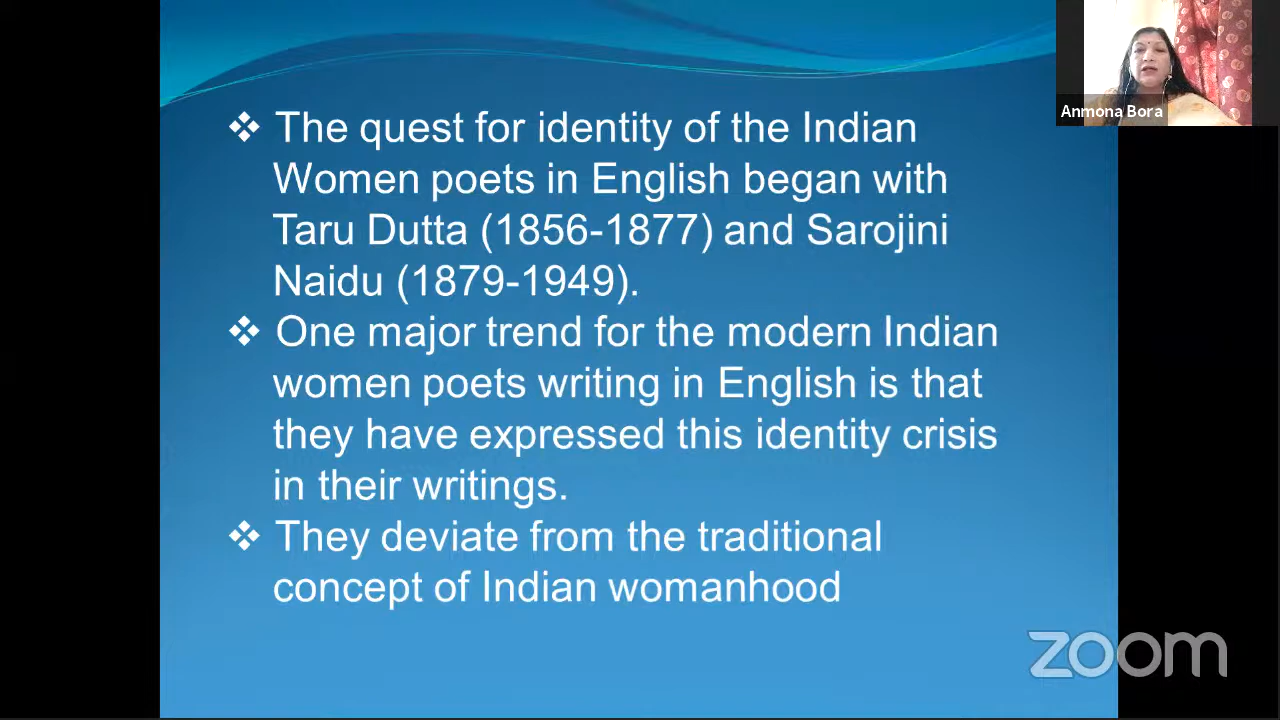 Anmona Bora
❖ The quest for identity of the Indian
Women poets in English began with
Taru Dutta (1856-1877) and Sarojini
Naidu (1879-1949).
❖ One major trend for the modern Indian
women poets writing in English is that
they have expressed this identity crisis
in their writings.
❖ They deviate from the traditional
concept of Indian womanhood
zoom